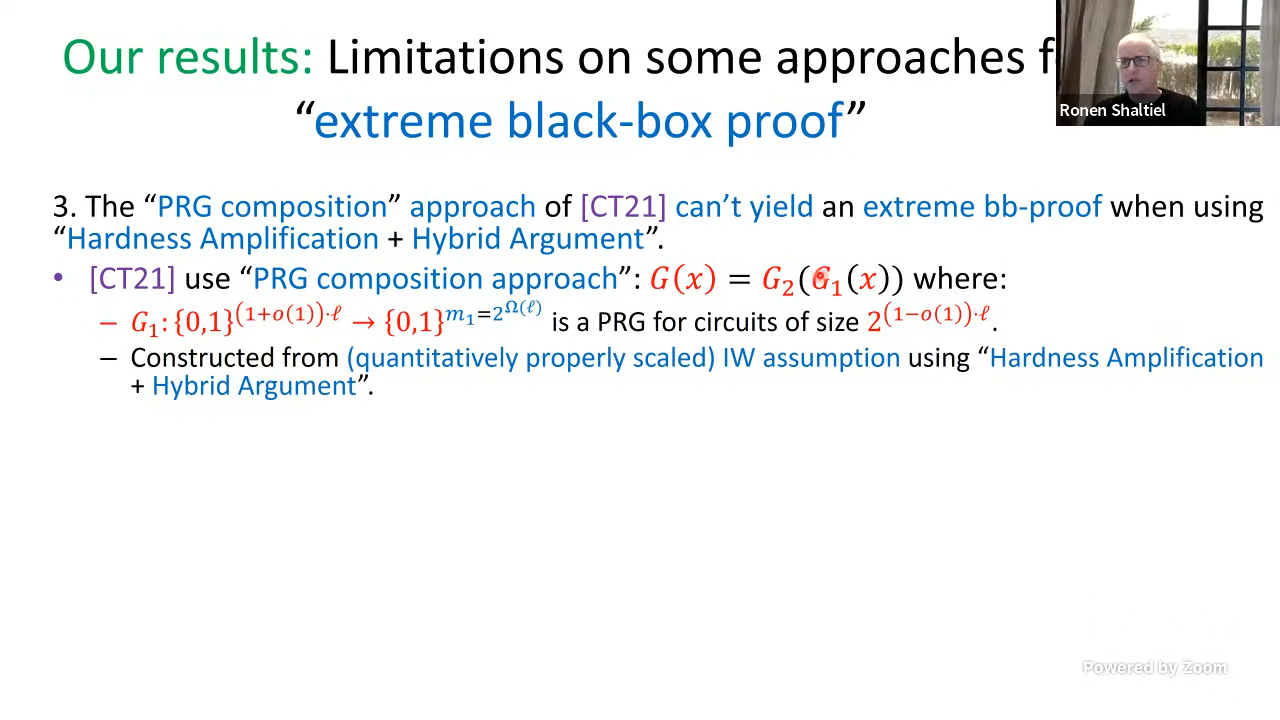 Our results: Limitations on some approaches f
“extreme black-box proof”
Ronen Shaltiel
3. The “PRG composition” approach of [CT21] can’t yield an extreme bb-proof when using
“Hardness Amplification + Hybrid Argument”.
• [CT21] use “PRG composition approach”: G(x) = G₂(G₁(x)) where:
– G₁: {0,1}^{(1+o(1))·ℓ} → {0,1}^{m₁=2^{Ω(ℓ)}} is a PRG for circuits of size 2^{(1−o(1))·ℓ}.
– Constructed from (quantitatively properly scaled) IW assumption using “Hardness Amplification
+ Hybrid Argument”.
Powered by Zoom